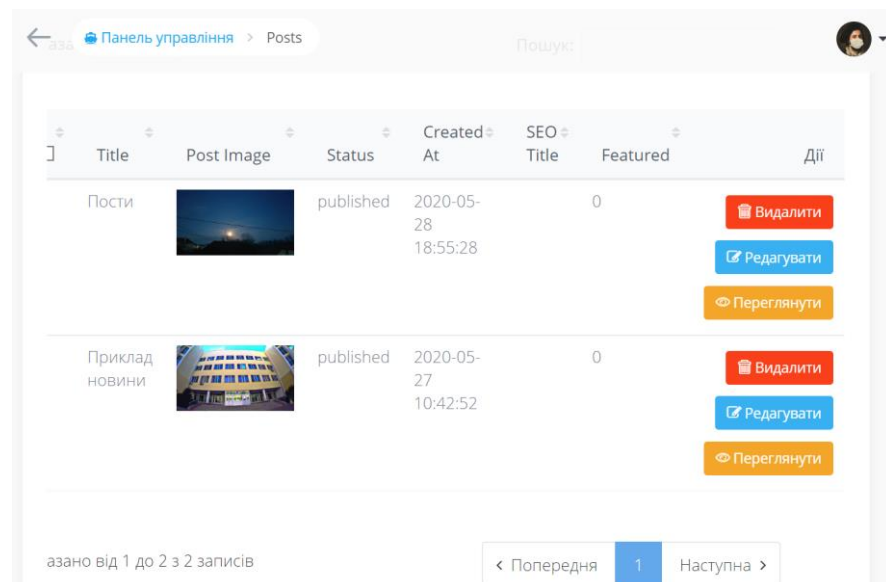 Панель управління > Posts
Пошук:
Title Post Image Status Created At SEO Title Featured Дії
Пости published 2020-05-28 18:55:28 0 Видалити
Редагувати
Переглянути
Приклад новини published 2020-05-27 10:42:52 0 Видалити
Редагувати
Переглянути
азано від 1 до 2 з 2 записів < Попередня 1 Наступна >